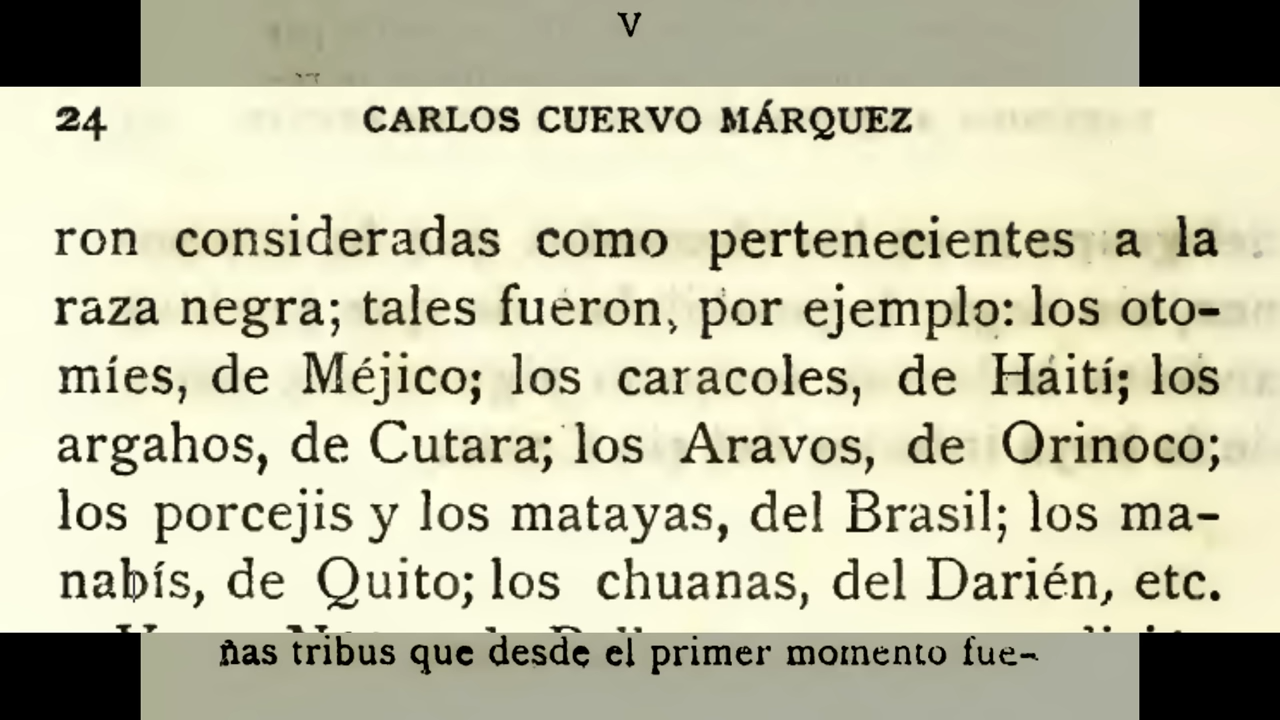 V
24 CARLOS CUERVO MÁRQUEZ
ron consideradas como pertenecientes a la
raza negra; tales fueron, por ejemplo: los oto-
míes, de Méjico; los caracoles, de Háití; los
argahos, de Cutara; los Aravos, de Orinoco;
los porcejis y los matayas, del Brasil; los ma-
nabís, de Quito; los chuanas, del Darién, etc.
ñas tribus que desde el primer momento fue-